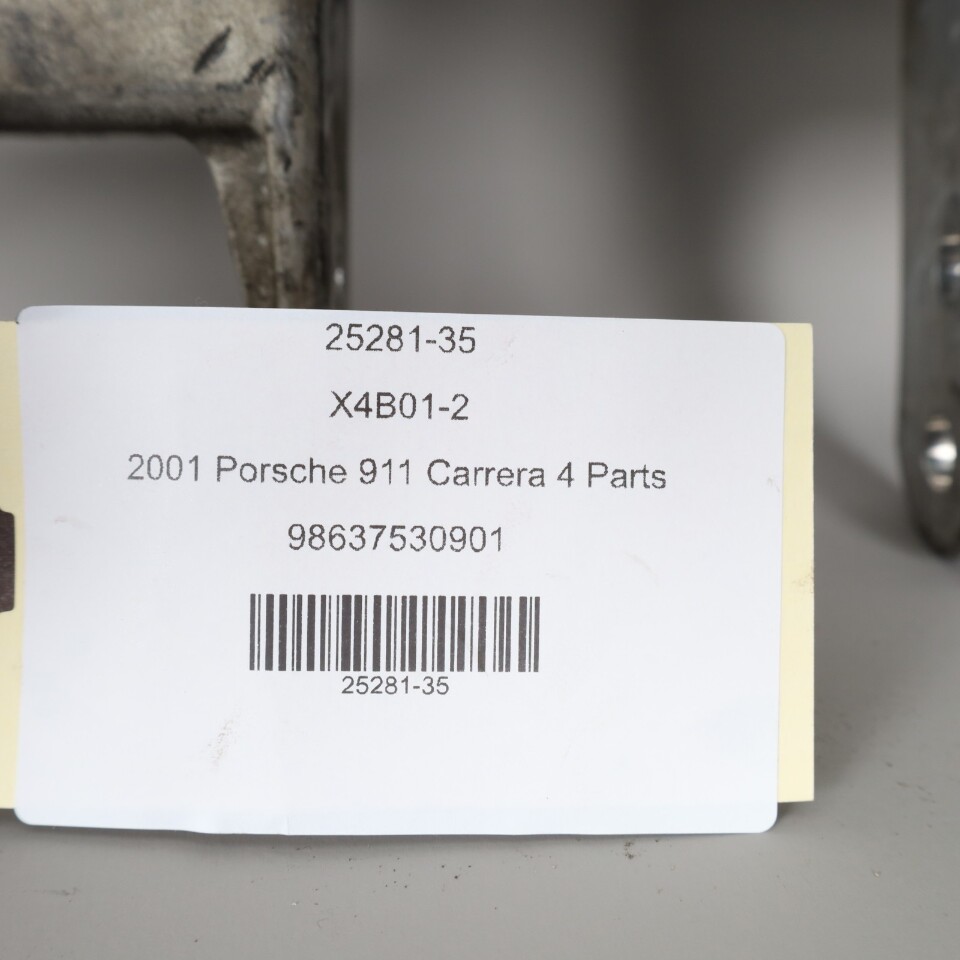 25281-35
X4B01-2
2001 Porsche 911 Carrera 4 Parts
98637530901
25281-35